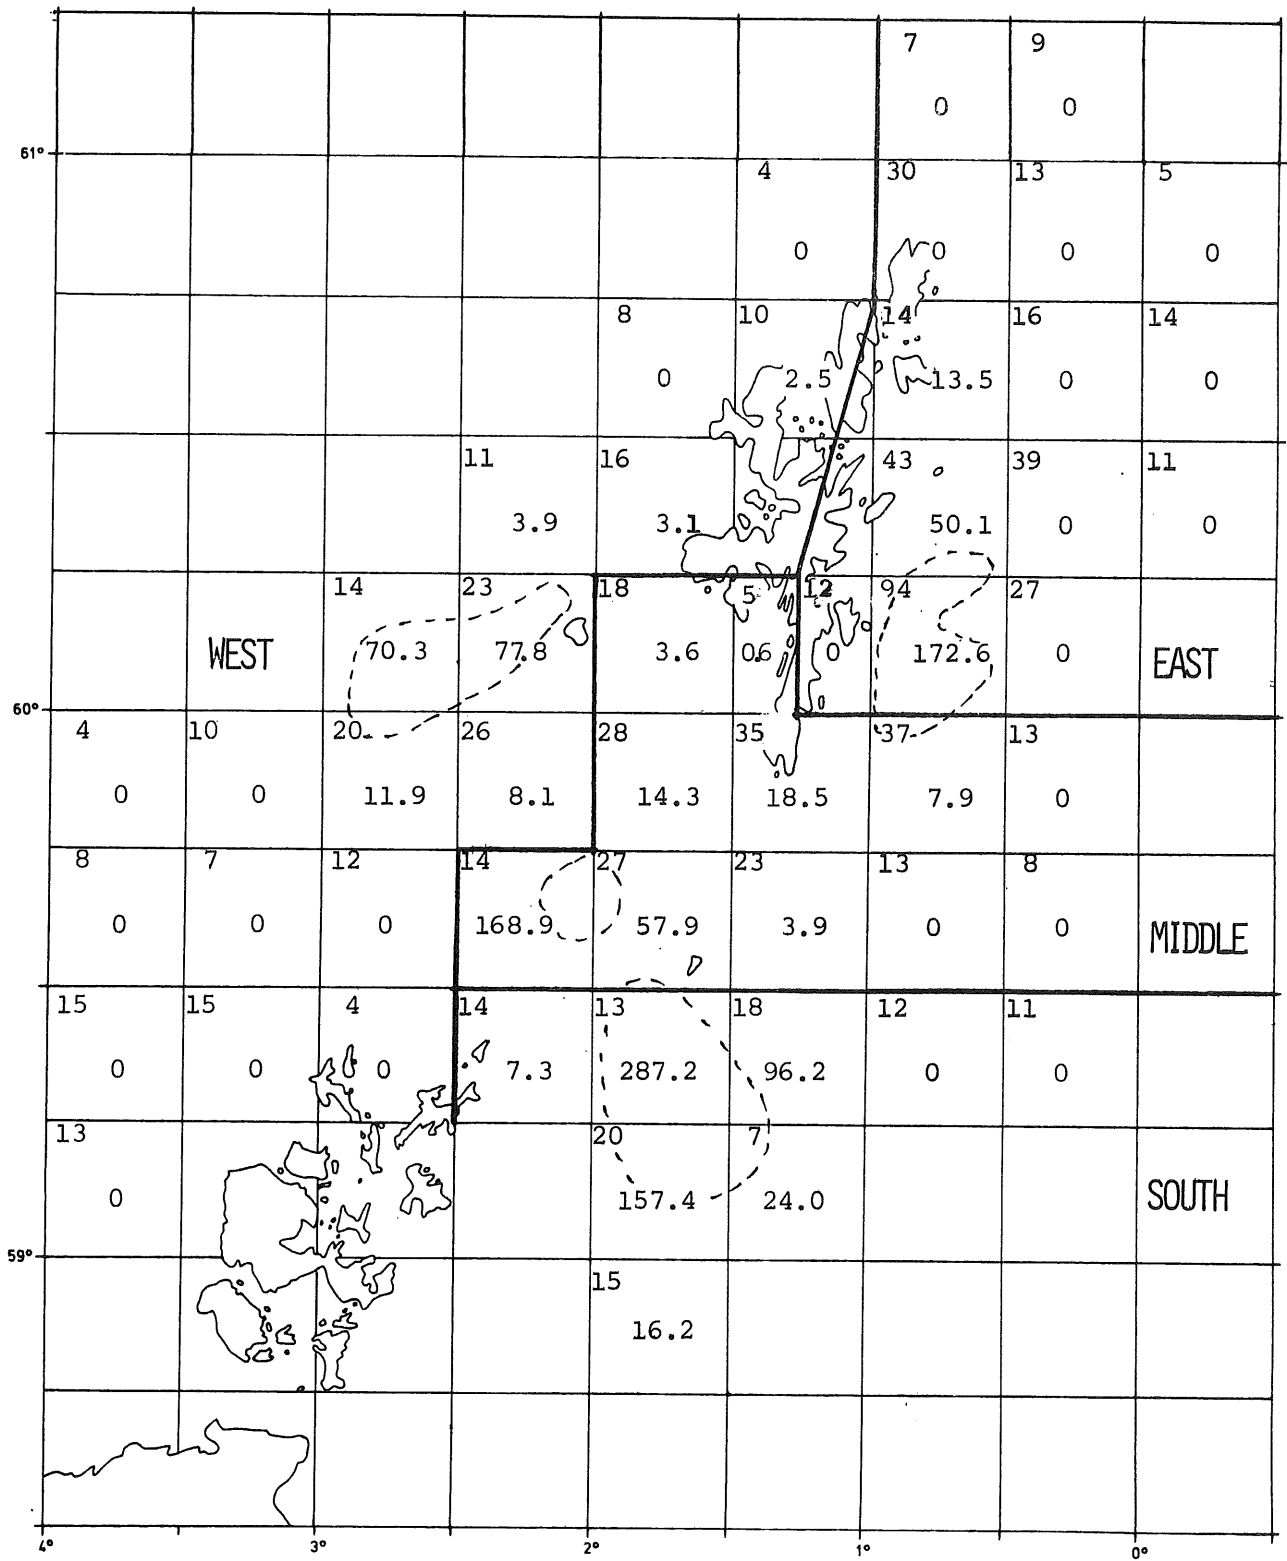 7 9
0 0
61°
4 30 13 5
0 0 0 0
8 10 14 16 14
0 2.5 13.5 0 0
11 16 43 39 11
3.9 3.1 50.1 0 0
14 23 18 5 12 94 27
WEST 70.3 77.8 3.6 0.6 0 172.6 0 EAST
60°
4 10 20 26 28 35 37 13
0 0 11.9 8.1 14.3 18.5 7.9 0
8 7 12 14 27 23 13 8
0 0 0 168.9 57.9 3.9 0 0 MIDDLE
15 15 4 14 13 18 12 11
0 0 0 7.3 287.2 96.2 0 0
13 20 7
0 157.4 24.0 SOUTH
59°
15
16.2
4° 3° 2° 1° 0°